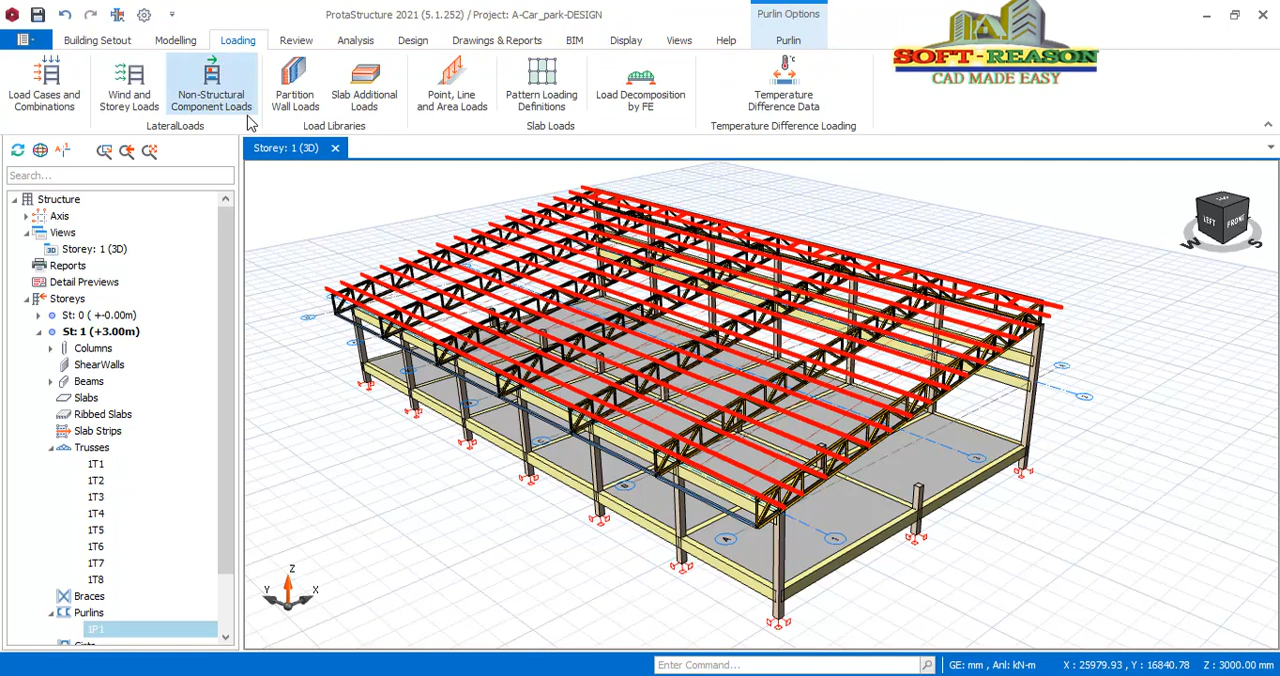 ProtaStructure 2021 (5.1.252) / Project: A-Car_park-DESIGN
Purlin Options
Building Setout Modelling Loading Review Analysis Design Drawings & Reports BIM Display Views Help Purlin
SOFT-REASON
CAD MADE EASY
Load Cases and Combinations
Wind and Storey Loads
Non-Structural Component Loads
Partition Wall Loads
Slab Additional Loads
Point, Line and Area Loads
Pattern Loading Definitions
Load Decomposition by FE
°C
Temperature Difference Data
LateralLoads
Load Libraries
Slab Loads
Temperature Difference Loading
Storey: 1 (3D)
Search...
Structure
Axis
Views
3D Storey: 1 (3D)
Reports
Detail Previews
Storeys
St: 0 ( +-0.00m)
St: 1 (+3.00m)
Columns
ShearWalls
Beams
Slabs
Ribbed Slabs
Slab Strips
Trusses
1T1
1T2
1T3
1T4
1T5
1T6
1T7
1T8
Braces
Purlins
1P1
LEFT
FRONT
W
S
A
Z
Y
X
Enter Command...
GE: mm , Anl: kN-m
X : 25979.93 , Y : 16840.78
Z : 3000.00 mm